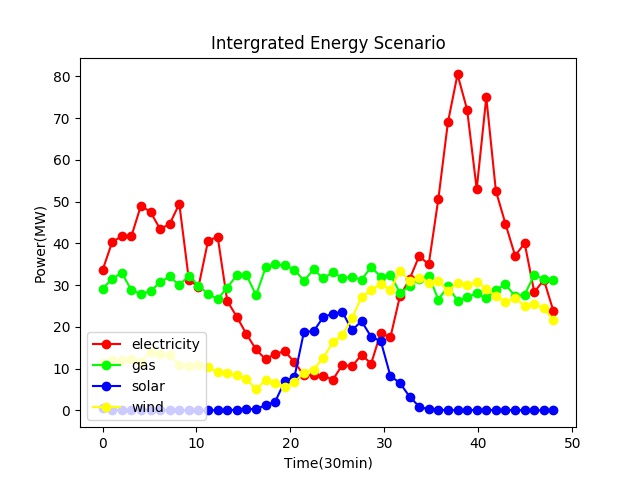 Intergrated Energy Scenario
Power(MW)
80
70
60
50
40
30
20
10
0
electricity
gas
solar
wind
0 10 20 30 40 50
Time(30min)